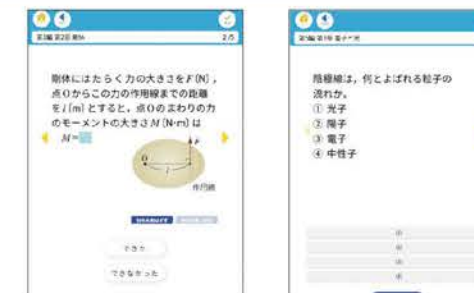 2/5
剛体にはたらく力の大きさをF〔N〕,
点Oからこの力の作用線までの距離
をl〔m〕とすると, 点Oのまわりの力
のモーメントの大きさM〔N·m〕は
M=
F
O
l
作用線
できた
できなかった
陰極線は, 何とよばれる粒子の
流れか。
① 光子
② 陽子
③ 電子
④ 中性子
①
②
③
④